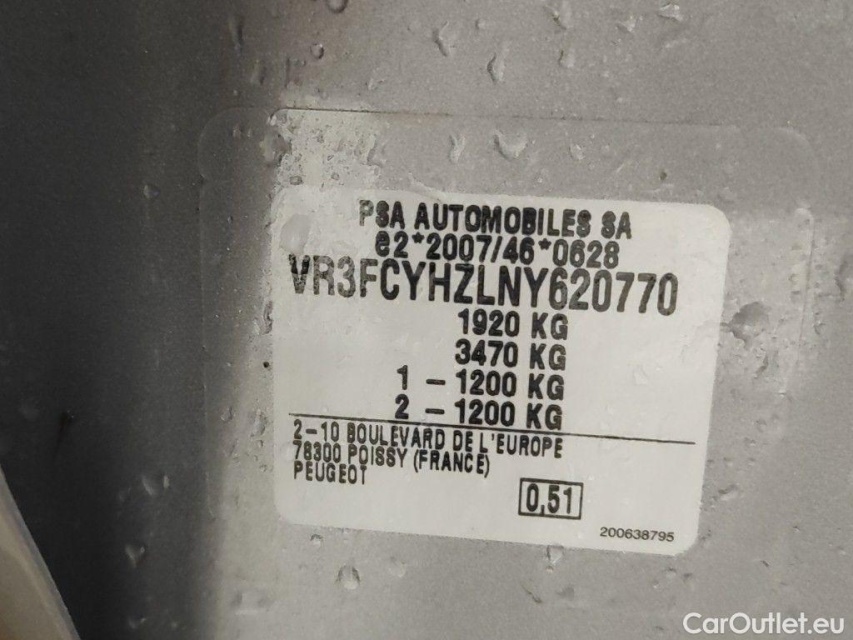 PSA AUTOMOBILES SA
e2*2007/46*0628
VR3FCYHZLNY620770
1920 KG
3470 KG
1 - 1200 KG
2 - 1200 KG
2-10 BOULEVARD DE L'EUROPE
78300 POISSY (FRANCE)
PEUGEOT
0,51
200638795
CarOutlet.eu